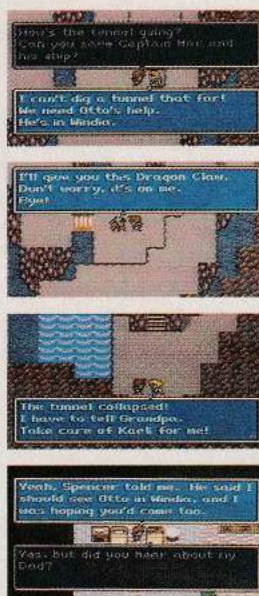 How's the tunnel going?
Can you save Captain Mac and
his ship?
I can't dig a tunnel that far!
We need Otto's help.
He's in Windia.
I'll give you this Dragon Claw.
Don't worry, it's on me.
Bye!
The tunnel collapsed!
I have to tell Grandpa.
Take care of Kaeli for me!
Yeah, Spencer told me. He said I
should see Otto in Windia, and I
was hoping you'd come too.
Yes, but did you hear about my
Dad?